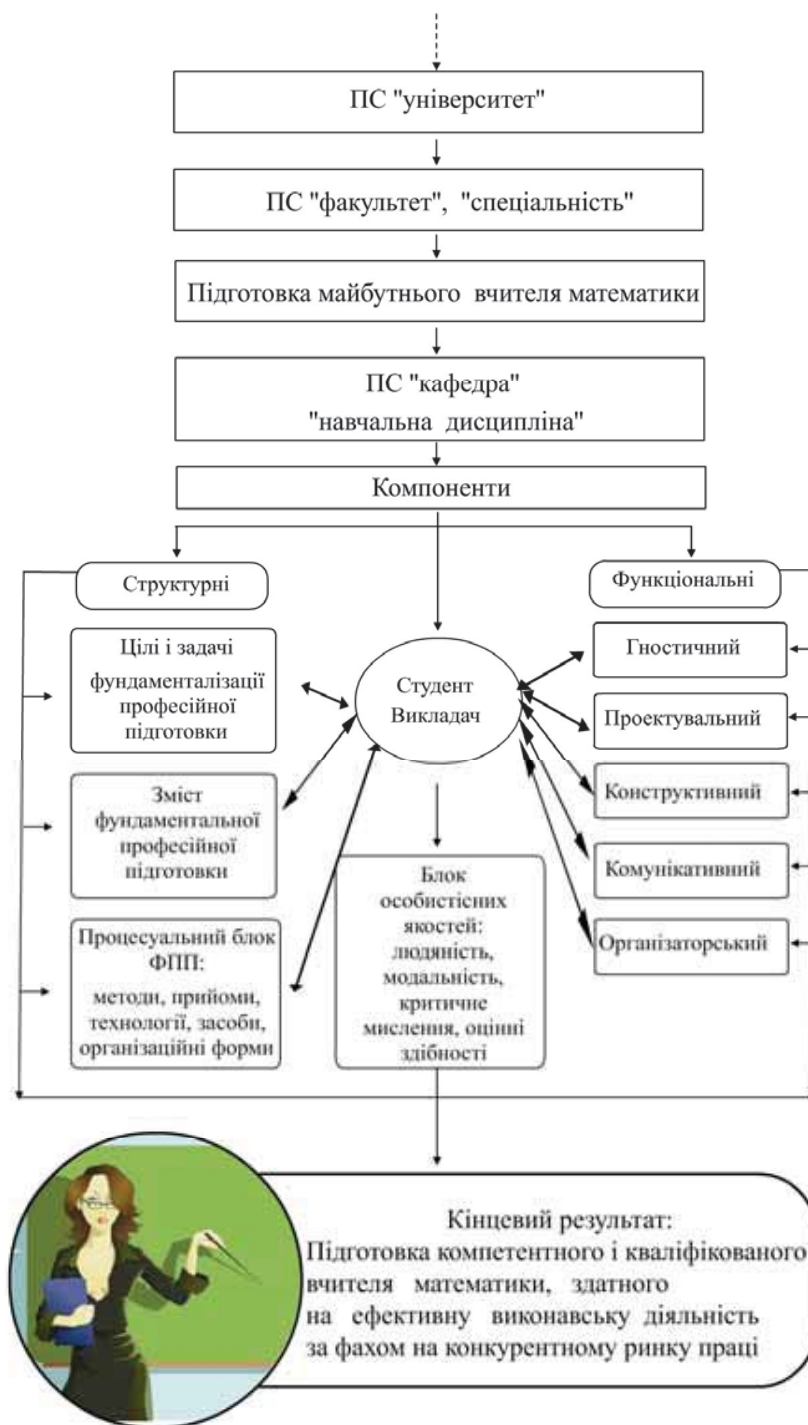 ПС "університет"
ПС "факультет", "спеціальність"
Підготовка майбутнього вчителя математики
ПС "кафедра"
"навчальна дисципліна"
Компоненти
Структурні
Функціональні
Цілі і задачі
фундаменталізації
професійної
підготовки
Зміст
фундаментальної
професійної
підготовки
Процесуальний блок
ФПП:
методи, прийоми,
технології, засоби,
організаційні форми
Студент
Викладач
Блок
особистісних
якостей:
людяність,
модальність,
критичне
мислення, оцінні
здібності
Гностичний
Проектувальний
Конструктивний
Комунікативний
Організаторський
Кінцевий результат:
Підготовка компетентного і кваліфікованого
вчителя математики, здатного
на ефективну виконавську діяльність
за фахом на конкурентному ринку праці